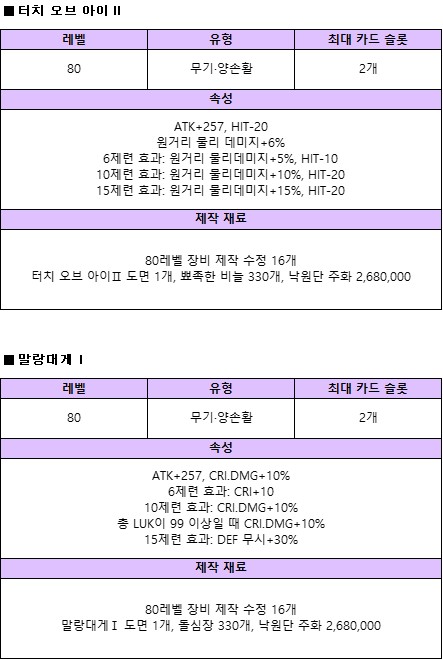 ■ 터치 오브 아이 II
레벨 유형 최대 카드 슬롯
80 무기·양손활 2개
속성
ATK+257, HIT-20
원거리 물리 데미지+6%
6제련 효과: 원거리 물리데미지+5%, HIT-10
10제련 효과: 원거리 물리데미지+10%, HIT-20
15제련 효과: 원거리 물리데미지+15%, HIT-20
제작 재료
80레벨 장비 제작 수정 16개
터치 오브 아이Ⅱ 도면 1개, 뾰족한 비늘 330개, 낙원단 주화 2,680,000
■ 말랑대게 I
레벨 유형 최대 카드 슬롯
80 무기·양손활 2개
속성
ATK+257, CRI.DMG+10%
6제련 효과: CRI+10
10제련 효과: CRI.DMG+10%
총 LUK이 99 이상일 때 CRI.DMG+10%
15제련 효과: DEF 무시+30%
제작 재료
80레벨 장비 제작 수정 16개
말랑대게Ⅰ 도면 1개, 돌심장 330개, 낙원단 주화 2,680,000